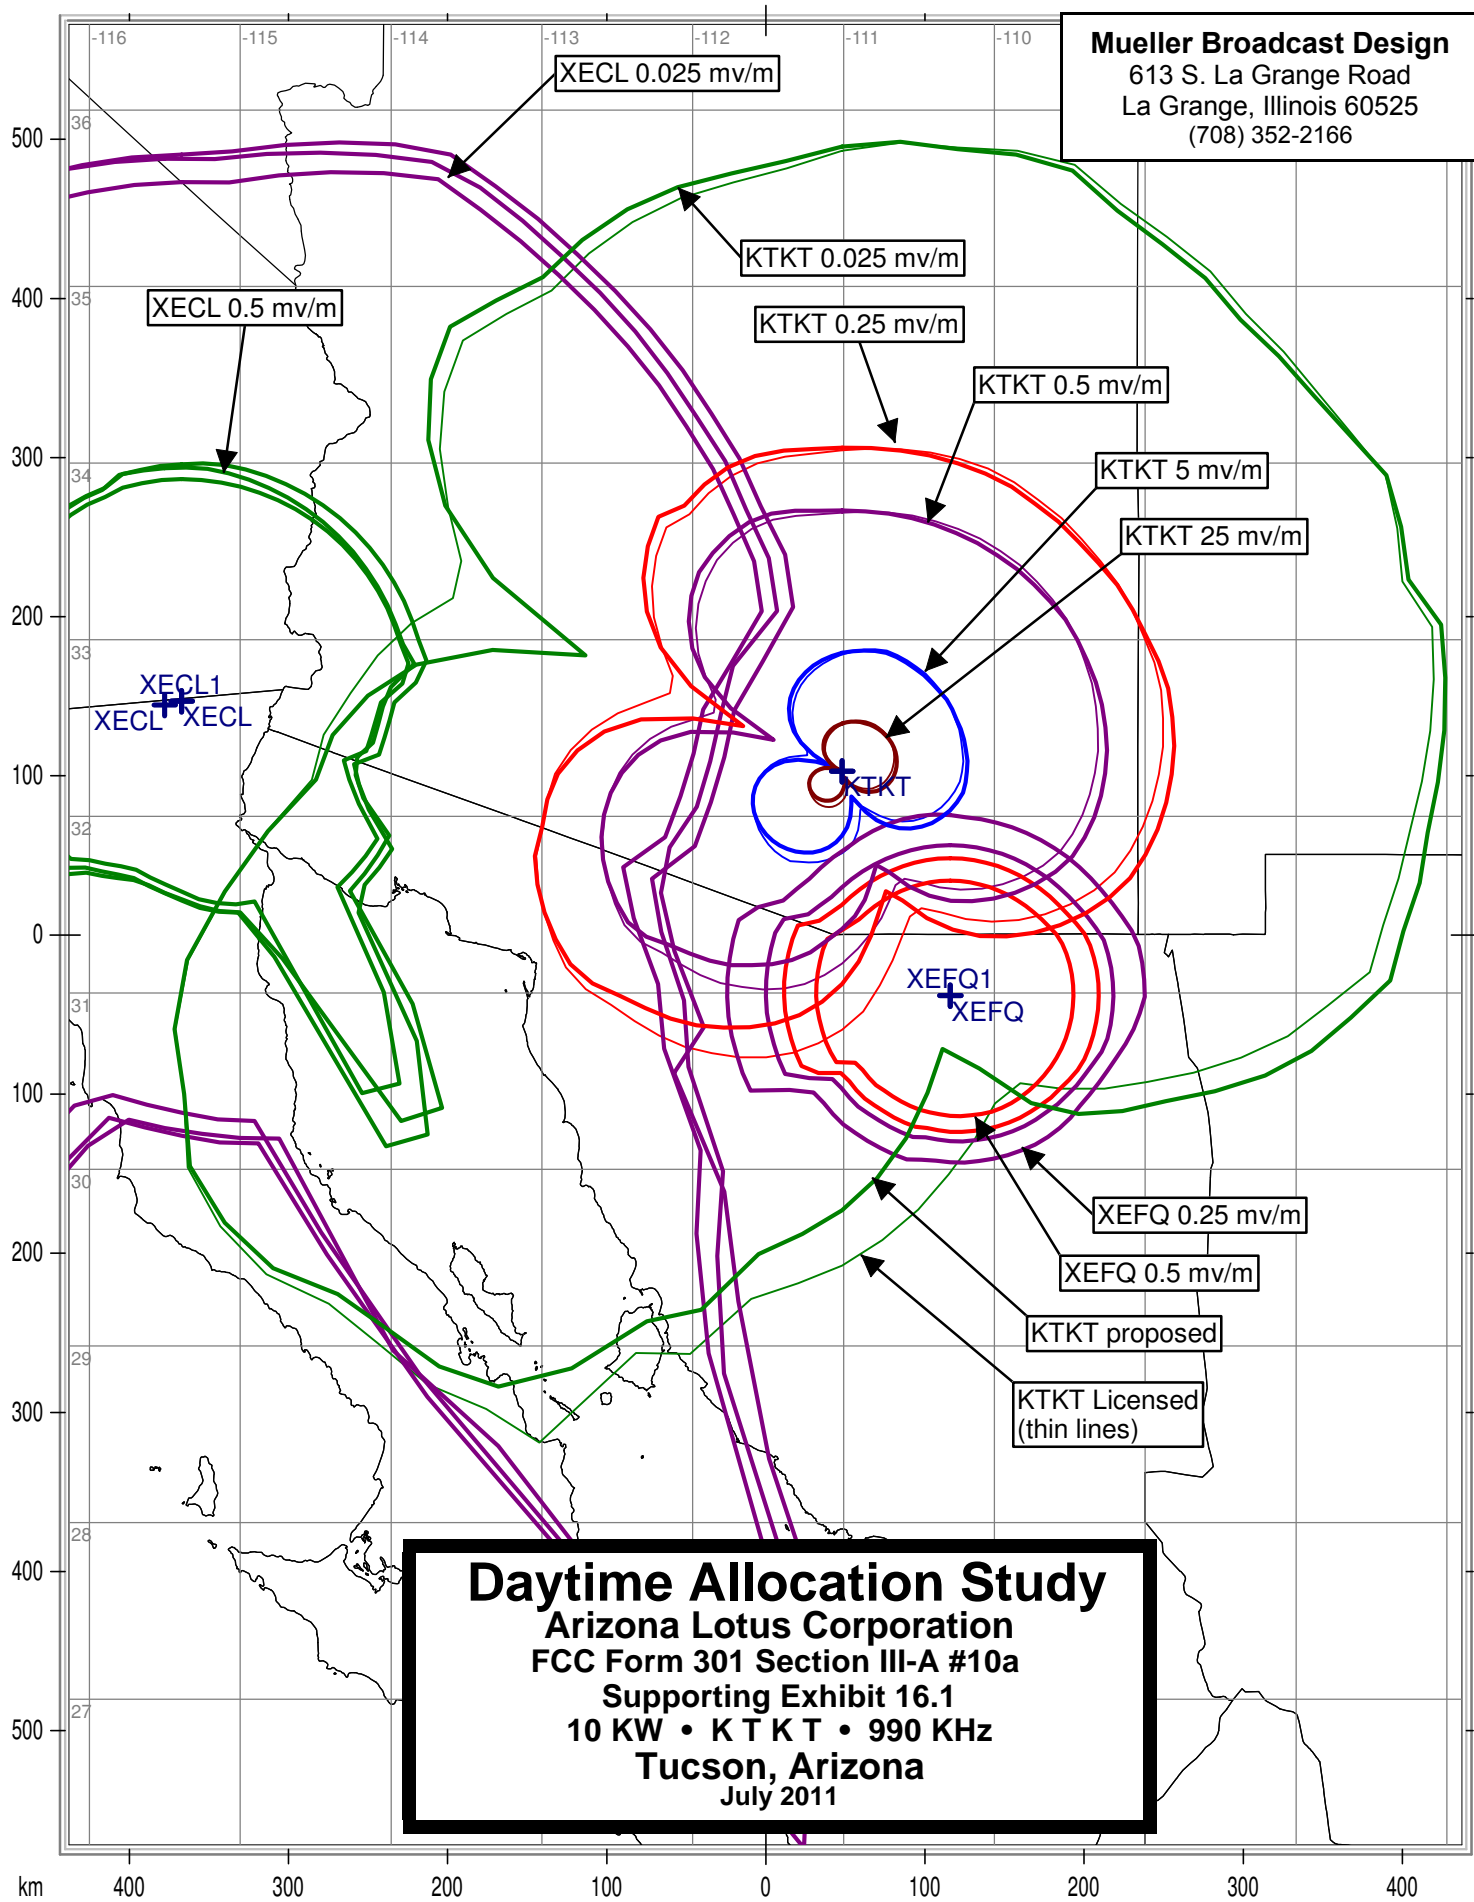 -116
-115
-114
-113
-112
-111
-110
Mueller Broadcast Design
613 S. La Grange Road
La Grange, Illinois 60525
(708) 352-2166
XECL 0.025 mv/m
36
500
KTKT 0.025 mv/m
35
400
XECL 0.5 mv/m
KTKT 0.25 mv/m
KTKT 0.5 mv/m
34
300
KTKT 5 mv/m
KTKT 25 mv/m
200
33
XECL1
XECL
XECL
100
KTKT
32
0
XEFQ1
XEFQ
31
100
30
XEFQ 0.25 mv/m
200
XEFQ 0.5 mv/m
KTKT proposed
29
KTKT Licensed
(thin lines)
300
28
400
Daytime Allocation Study
Arizona Lotus Corporation
FCC Form 301 Section III-A #10a
Supporting Exhibit 16.1
10 KW • K T K T • 990 KHz
Tucson, Arizona
July 2011
27
500
km
400
300
200
100
0
100
200
300
400